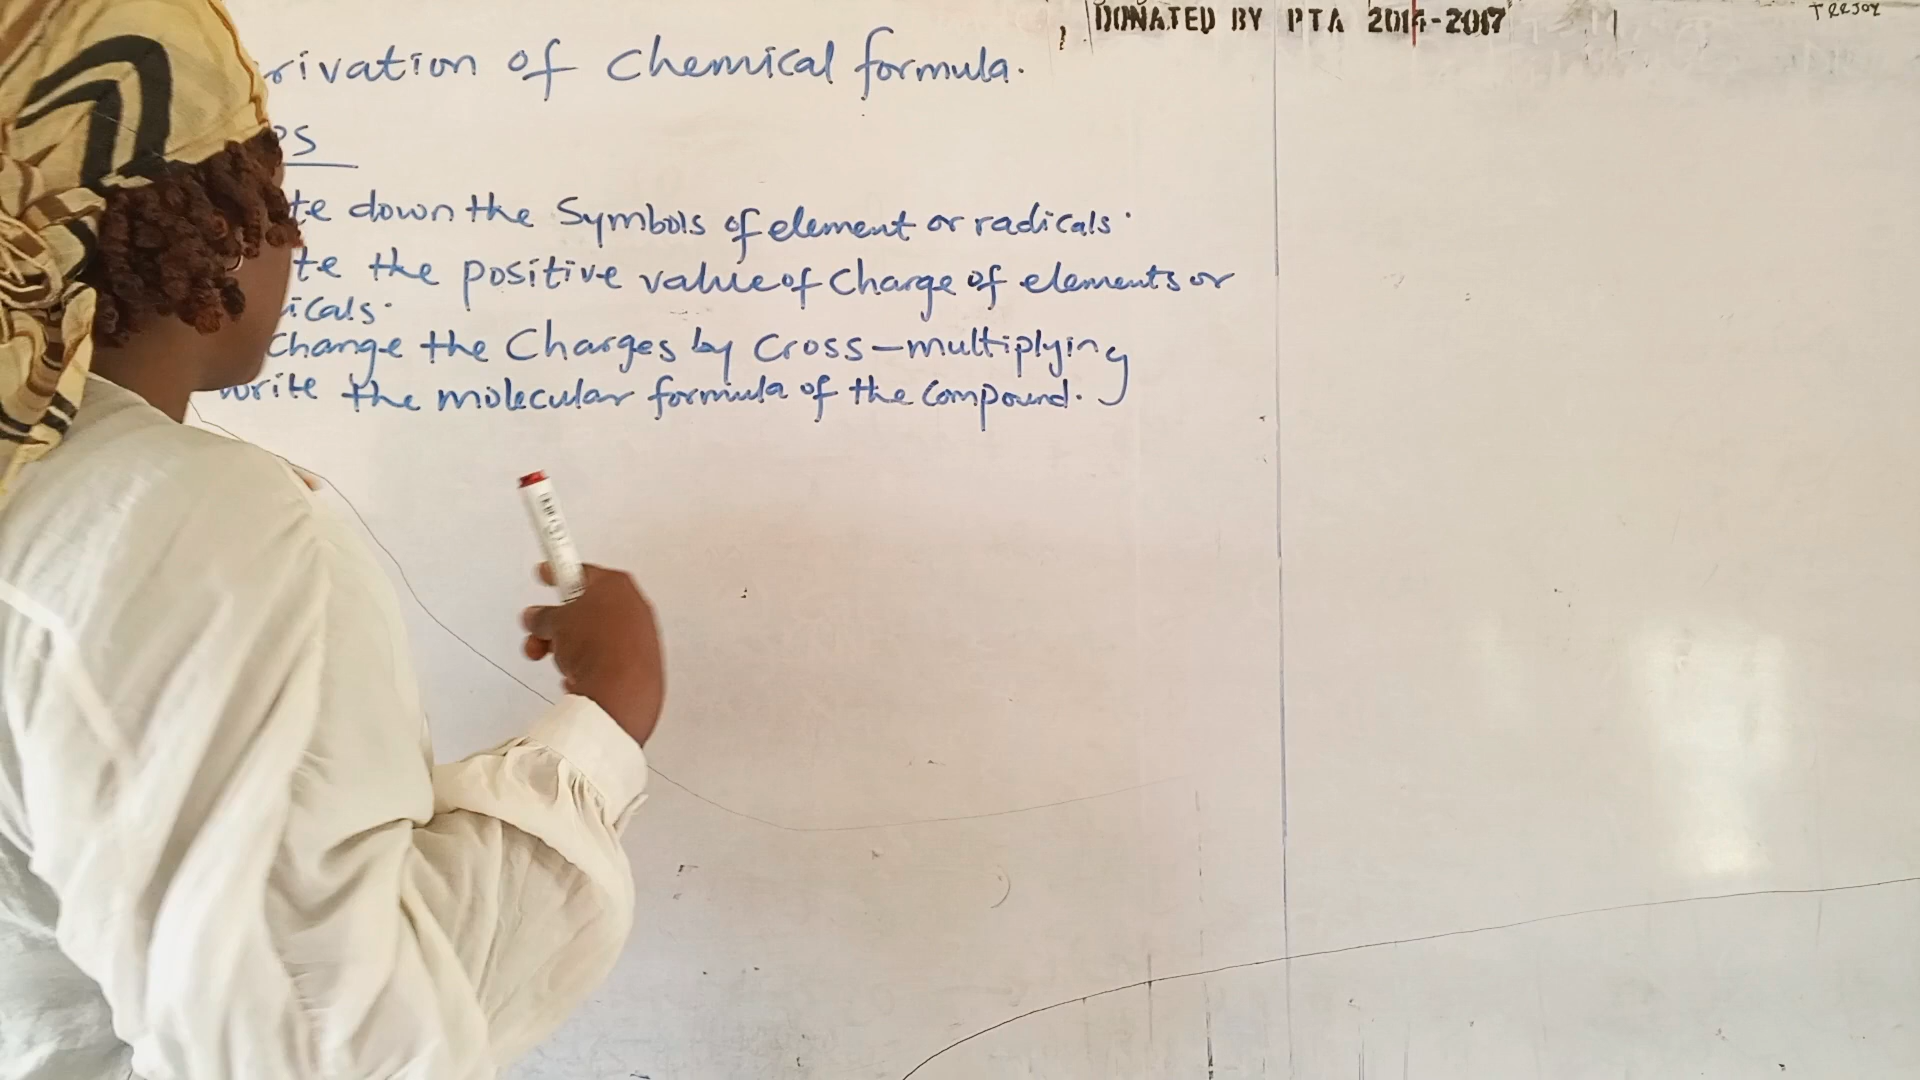 DONATED BY PTA 2014-2017
TRRJOY
rivation of Chemical formula.
PS
te down the Symbols of element or radicals.
te the positive value of Charge of elements or
icals.
Change the Charges by Cross-multiplying
write the molecular formula of the Compound.